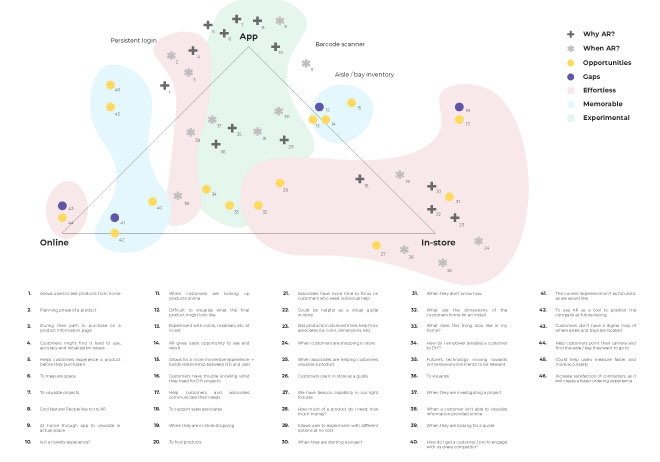 Persistent login
App
Barcode scanner
Aisle / bay inventory
Online
In-store
Why AR?
When AR?
Opportunities
Gaps
Effortless
Memorable
Experimental
1. Allows users to test products from home
2. Planning phase of a product
3. During their path to purchase on a
product information page
4. Customers might find it hard to use,
accurate and initialization delays
5. Helps customers experience a product
before they purchase it
6. To measure space
7. To visualize projects
8. Cool feature! People like to try AR
9. At home through app to visualize in
actual space
10. Is it a novelty experience?
11. When customers are looking up
products online
12. Difficult to visualize what the final
product might look like
13. Experiment with colors, materials, etc. at
14. AR gives users opportunity to see end
result
15. Allows for a more immersive experience
builds relationship between HD and user
16. Customers have trouble knowing what
they need for DIY projects
17. Help customers and associates
communicate their needs
18. To support sale associates
19. When they are in-store shopping
20. To find products
21. Associates have more time to focus on
customers who need individual help
22. Could be helpful as a visual guide
in-store
23. Test products in store with less help from
associates (i.e. color, dimensions, etc)
24. When customers are shopping in store
25. When associates are helping customers
visualize a product
26. Customers use in store as a guide
27. We have beacon capability in our light
fixtures
28. How much of a product do I need, how
much money?
29. Allows user to experiment with different
options at no cost
30. When they are starting a project
31. When they don't know how
32. What are the dimensions of the
customers home for an install?
33. What does this thing look like in my
home?
34. How do I empower/enable a customer
to DIY?
35. Future's technology moving towards
immersive environments to be relevant
36. To visualize
37. When they are investigating a project
38. When a customer isn't able to visualize
information provided online
39. When they are looking for a quote
40. How do I get a customer / pro to engage
with us (versus competitor)?
41. The current experience isn't as holistic
as we would like
42. To use AR as a tool to position the
company as future-facing
43. Customers don't have a digital map of
where aisles and bays are located
44. Help customers point their camera and
find the aisle / bay they want to go to
45. Could help users measure faster and
more accurately
46. Increase satisfaction of contractors, as it
will create a faster ordering experience